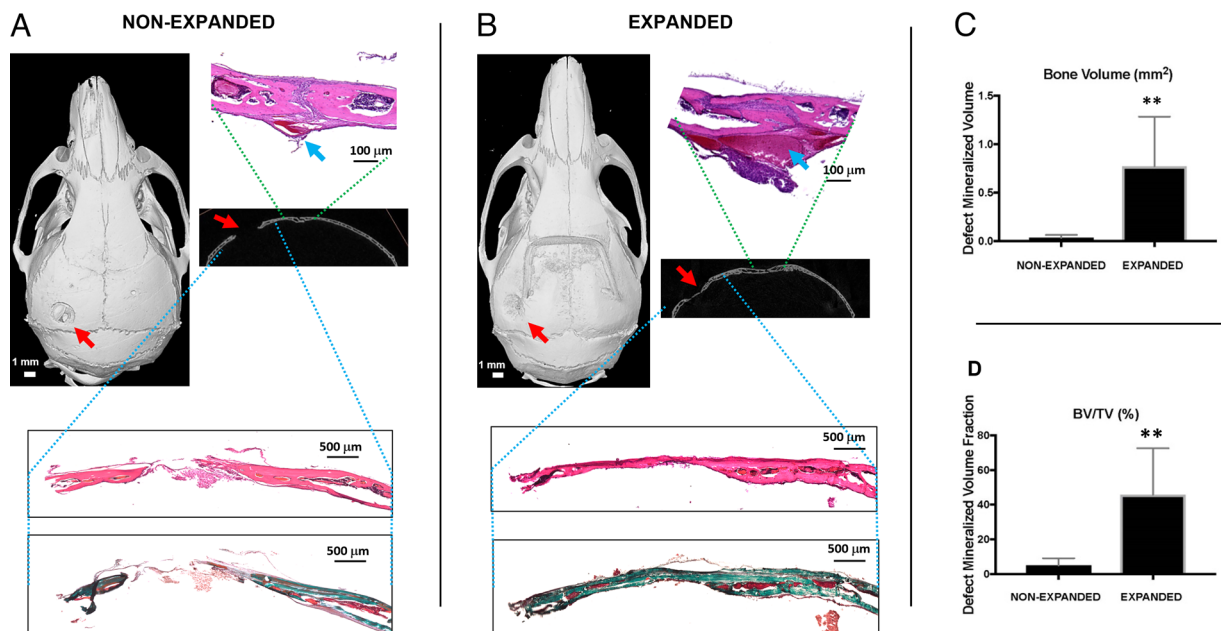 A
NON-EXPANDED
100 µm
1 mm
500 µm
500 µm
B
EXPANDED
100 µm
1 mm
500 µm
500 µm
C
Bone Volume (mm²)
Defect Mineralized Volume
1.5
1.0
0.5
0.0
**
NON-EXPANDED
EXPANDED
D
BV/TV (%)
Defect Mineralized Volume Fraction
80
60
40
20
0
**
NON-EXPANDED
EXPANDED